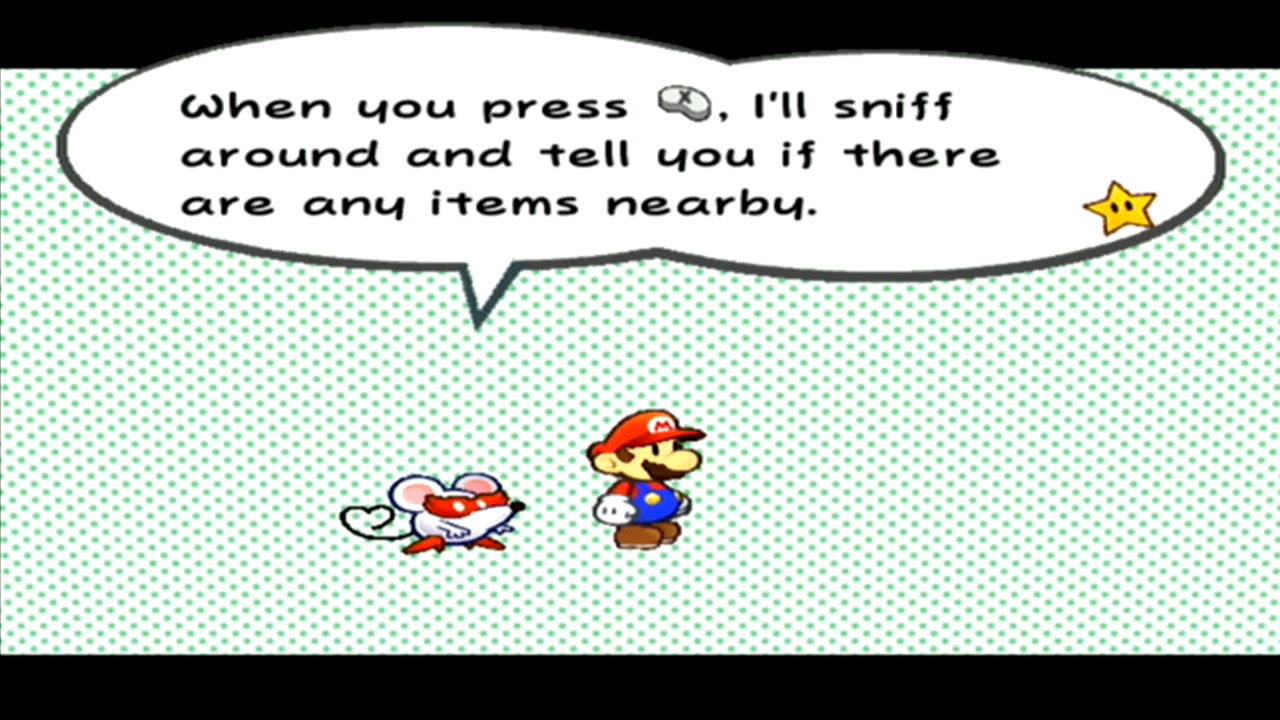 When you press X, I'll sniff
around and tell you if there
are any items nearby.
M